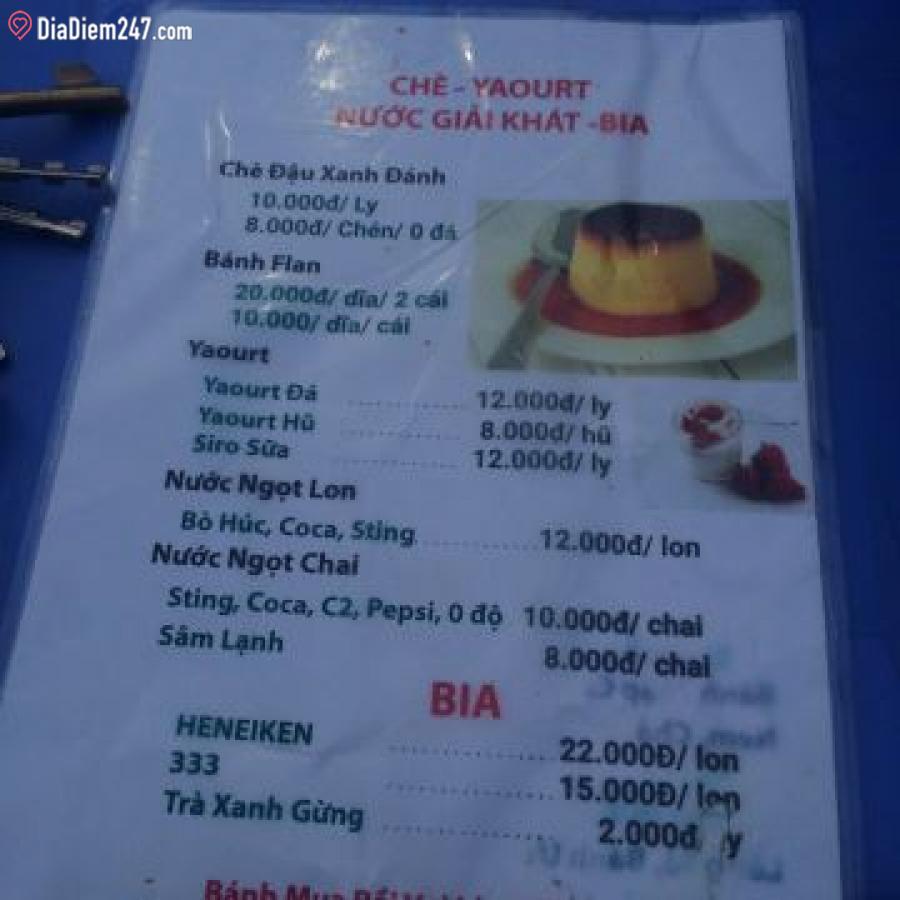 DiaDiem247.com
CHÈ - YAOURT
NƯỚC GIẢI KHÁT -BIA
Chè Đậu Xanh Đánh
10.000đ/ Ly
8.000đ/ Chén/ 0 đá
Bánh Flan
20.000đ/ dĩa/ 2 cái
10.000/ dĩa/ cái
Yaourt
Yaourt Đá ................ 12.000đ/ ly
Yaourt Hũ ................ 8.000đ/ hũ
Siro Sữa ................ 12.000đ/ ly
Nước Ngọt Lon
Bò Húc, Coca, Sting ................ 12.000đ/ lon
Nước Ngọt Chai
Sting, Coca, C2, Pepsi, 0 độ 10.000đ/ chai
Sâm Lạnh 8.000đ/ chai
BIA
HENEIKEN ................ 22.000Đ/ lon
333 ................ 15.000Đ/ lon
Trà Xanh Gừng ................ 2.000đ
Bánh